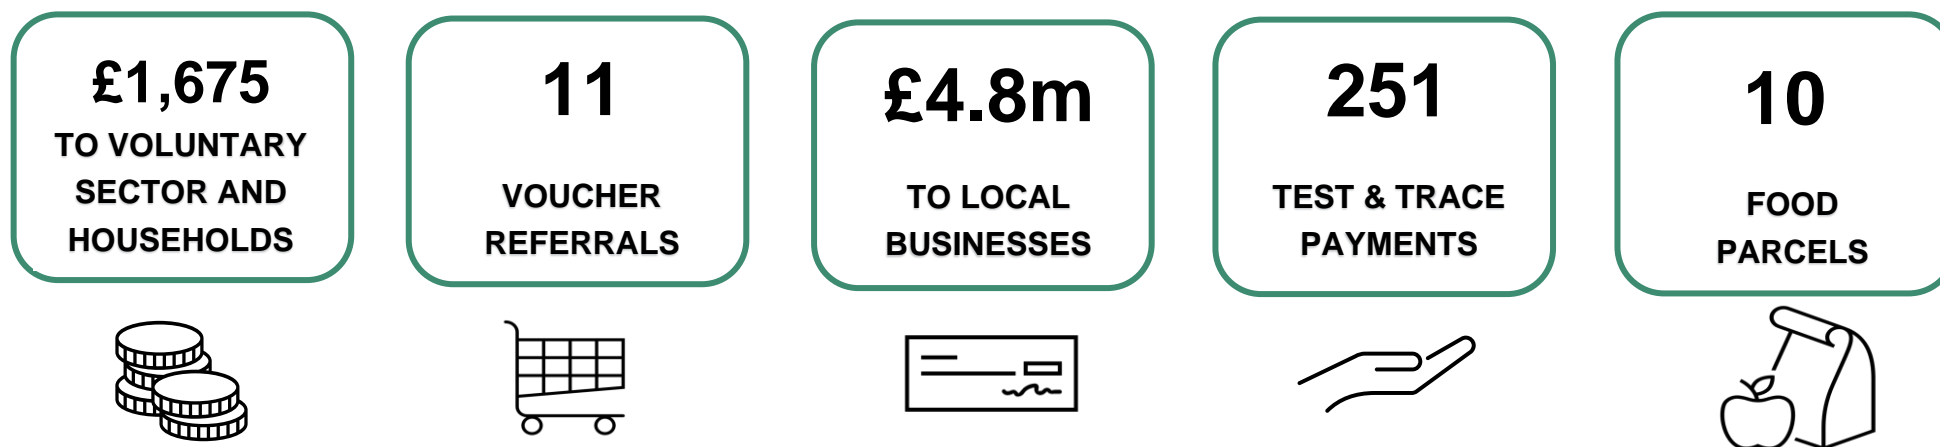 £1,675
TO VOLUNTARY
SECTOR AND
HOUSEHOLDS
11
VOUCHER
REFERRALS
£4.8m
TO LOCAL
BUSINESSES
251
TEST & TRACE
PAYMENTS
10
FOOD
PARCELS